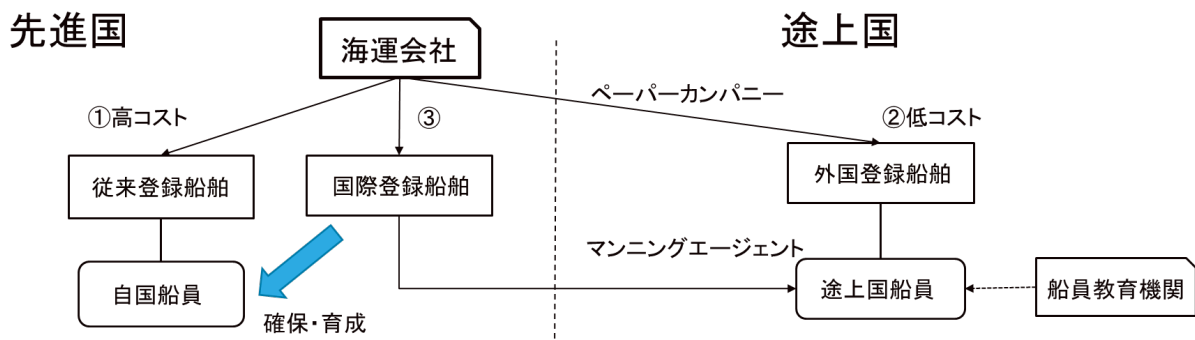 先進国
海運会社
途上国
ペーパーカンパニー
①高コスト
③
②低コスト
従来登録船舶
国際登録船舶
外国登録船舶
マンニングエージェント
自国船員
確保・育成
途上国船員
船員教育機関